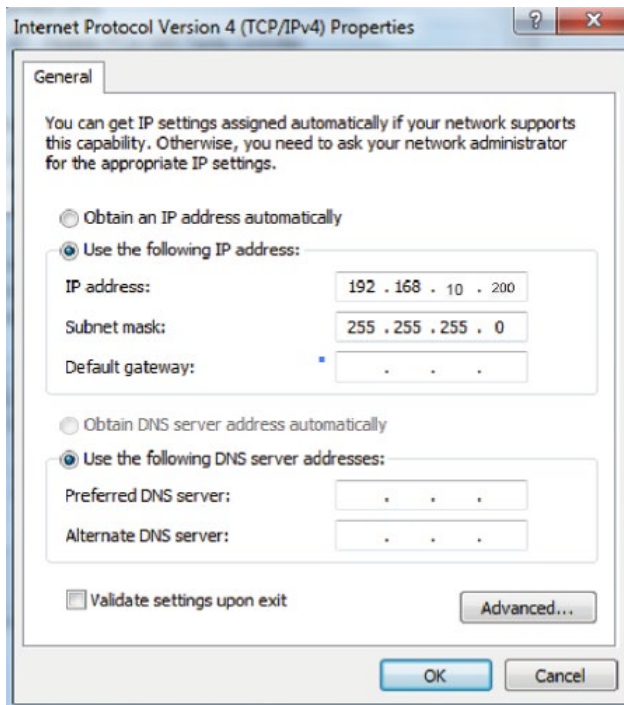 Internet Protocol Version 4 (TCP/IPv4) Properties
General
You can get IP settings assigned automatically if your network supports
this capability. Otherwise, you need to ask your network administrator
for the appropriate IP settings.
Obtain an IP address automatically
Use the following IP address:
IP address: 192 . 168 . 10 . 200
Subnet mask: 255 . 255 . 255 . 0
Default gateway: . . .
Obtain DNS server address automatically
Use the following DNS server addresses:
Preferred DNS server: . . .
Alternate DNS server: . . .
Validate settings upon exit
Advanced...
OK Cancel